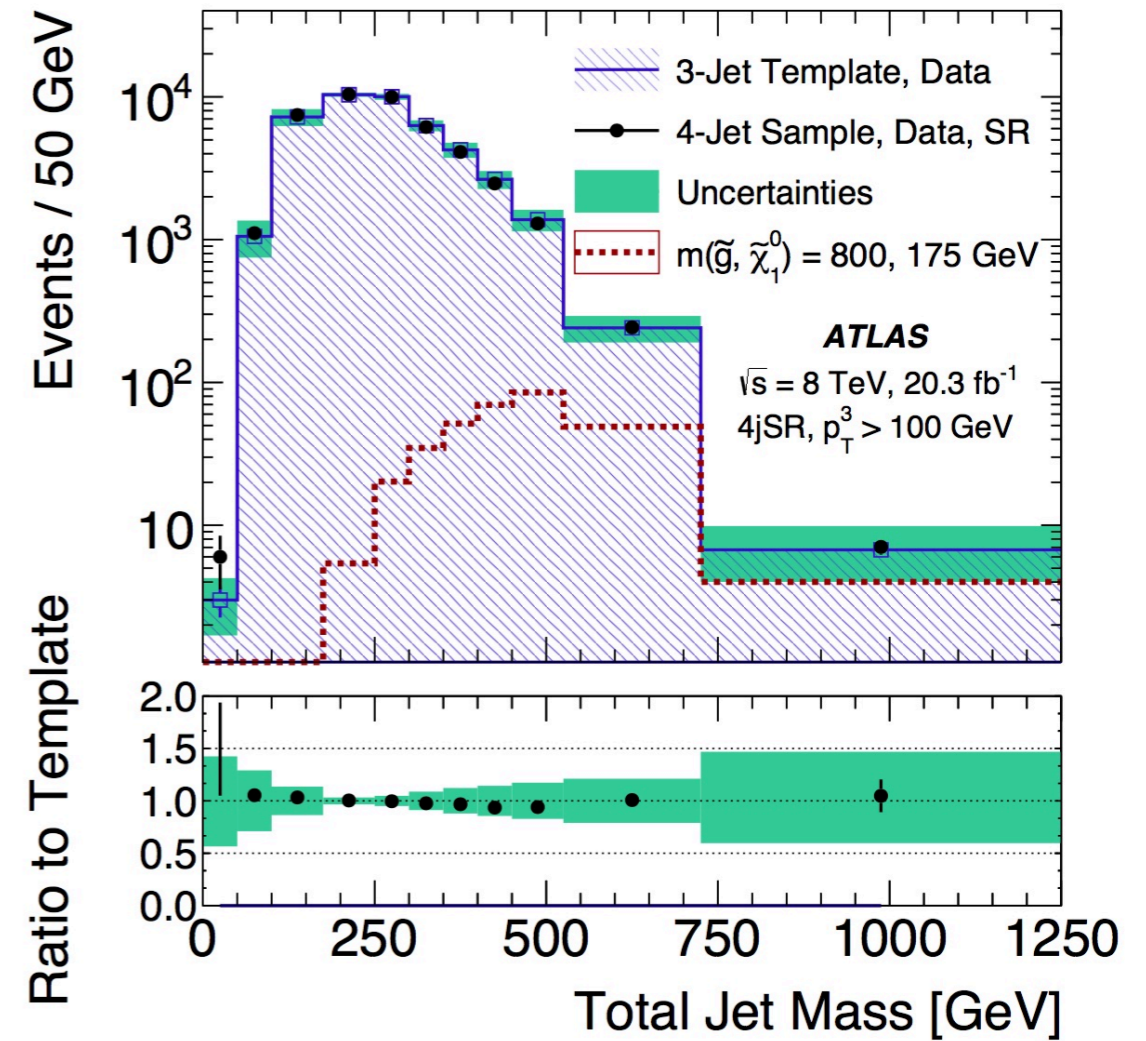 Events / 50 GeV
10⁴
10³
10²
10
3-Jet Template, Data
4-Jet Sample, Data, SR
Uncertainties
m(g̃, χ̃₁⁰) = 800, 175 GeV
ATLAS
√s = 8 TeV, 20.3 fb⁻¹
4jSR, p_T³ > 100 GeV
Ratio to Template
2.0
1.5
1.0
0.5
0.0
0 250 500 750 1000 1250
Total Jet Mass [GeV]